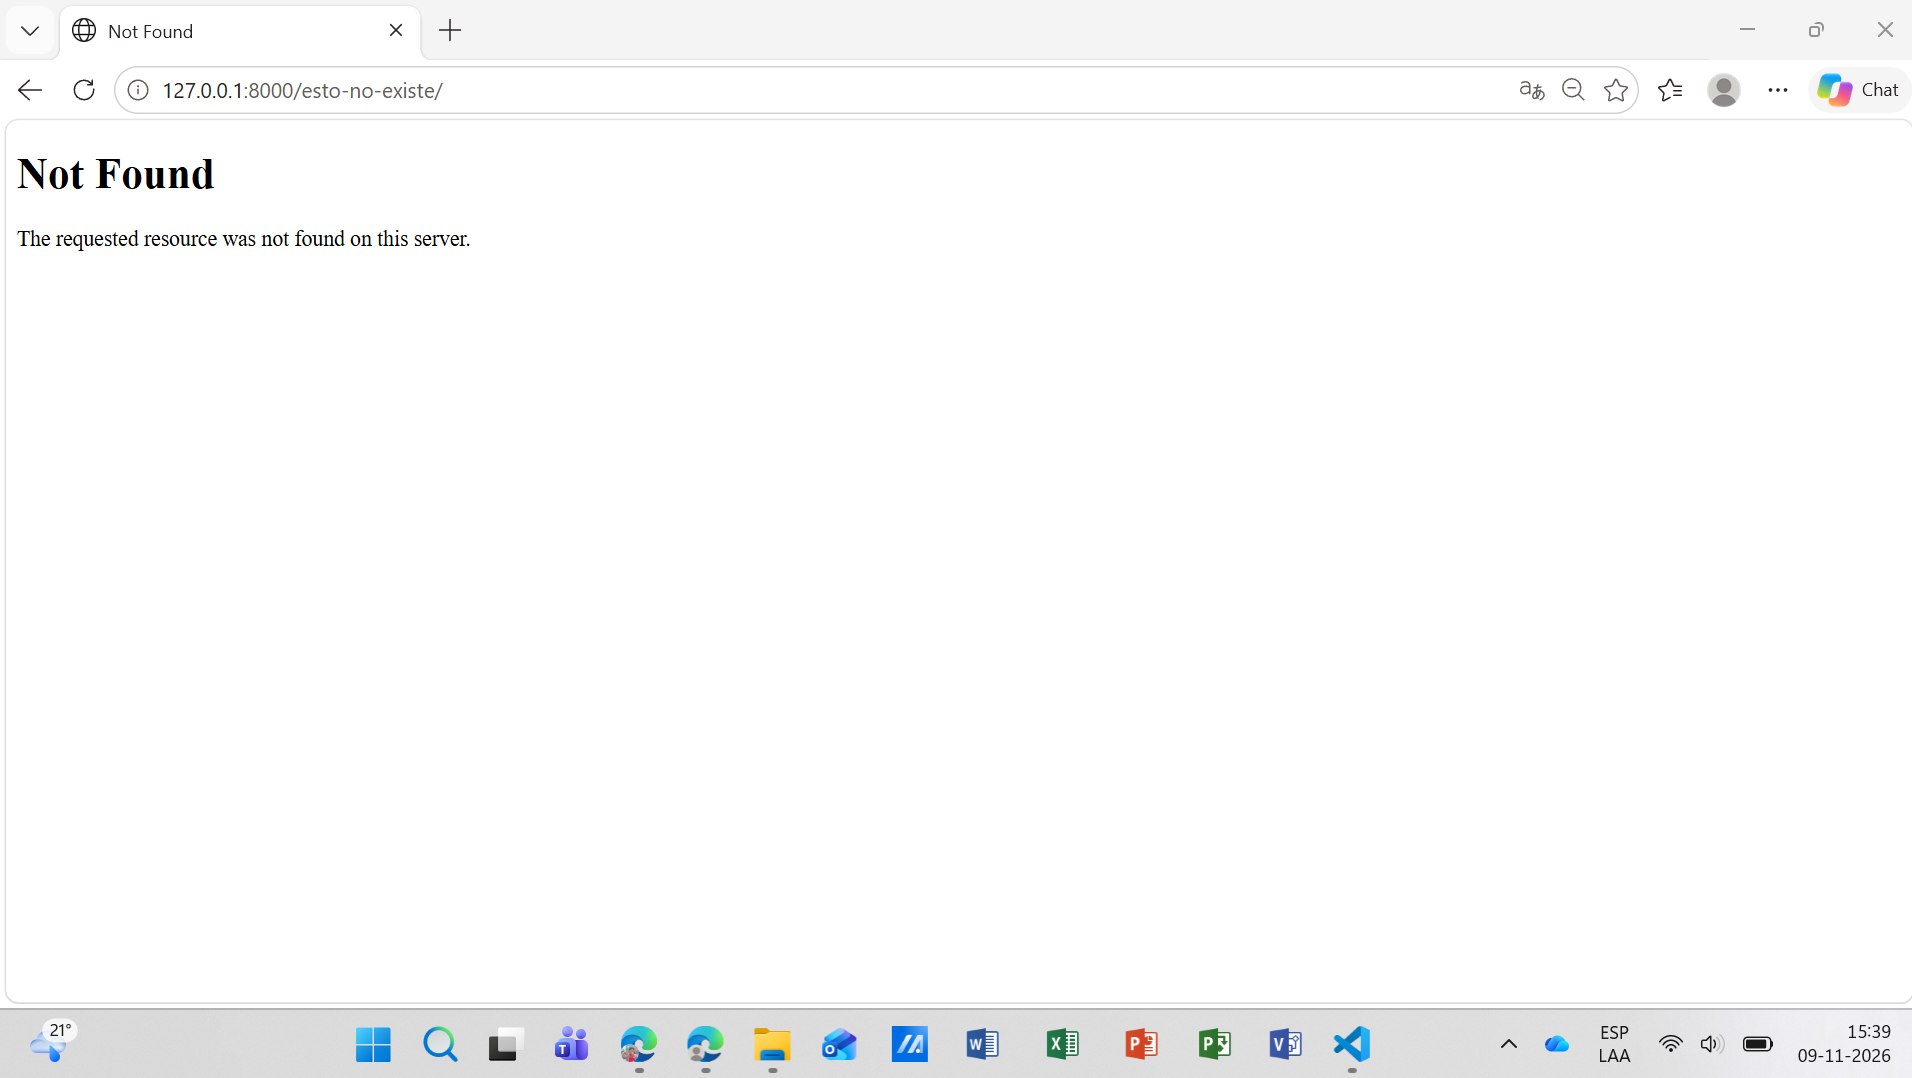 Not Found
127.0.0.1:8000/esto-no-existe/
Chat
Not Found
The requested resource was not found on this server.
21°
ESP
LAA
15:39
09-11-2026